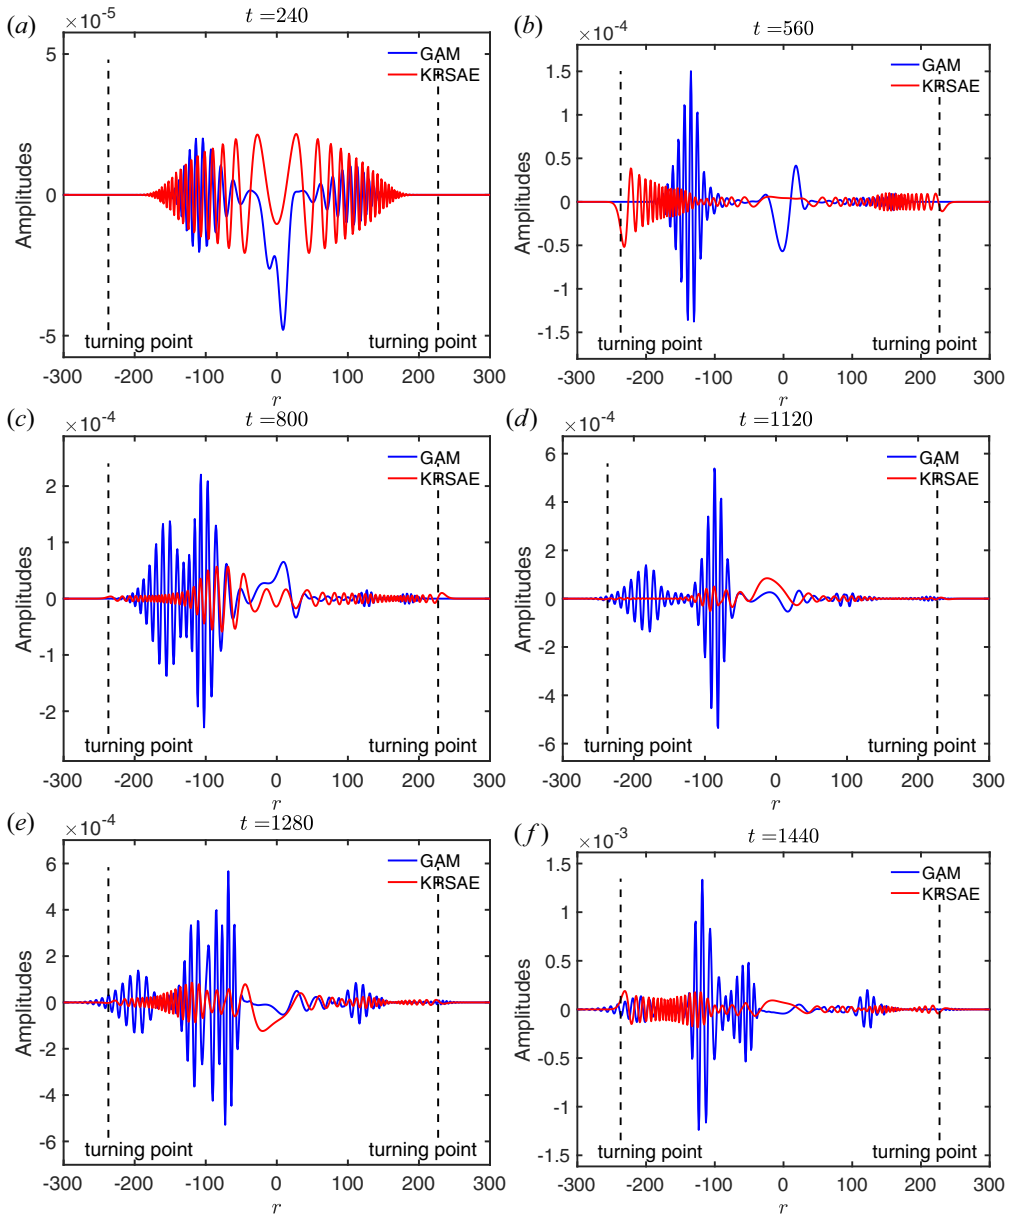 (a)
×10⁻⁵
t =240
GAM
KRSAE
5
0
-5
Amplitudes
turning point
turning point
-300 -200 -100 0 100 200 300
r
(b)
×10⁻⁴
t =560
GAM
KRSAE
1.5
1
0.5
0
-0.5
-1
-1.5
Amplitudes
turning point
turning point
-300 -200 -100 0 100 200 300
r
(c)
×10⁻⁴
t =800
GAM
KRSAE
2
1
0
-1
-2
Amplitudes
turning point
turning point
-300 -200 -100 0 100 200 300
r
(d)
×10⁻⁴
t =1120
GAM
KRSAE
6
4
2
0
-2
-4
-6
Amplitudes
turning point
turning point
-300 -200 -100 0 100 200 300
r
(e)
×10⁻⁴
t =1280
GAM
KRSAE
6
4
2
0
-2
-4
-6
Amplitudes
turning point
turning point
-300 -200 -100 0 100 200 300
r
(f)
×10⁻³
t =1440
GAM
KRSAE
1.5
1
0.5
0
-0.5
-1
-1.5
Amplitudes
turning point
turning point
-300 -200 -100 0 100 200 300
r